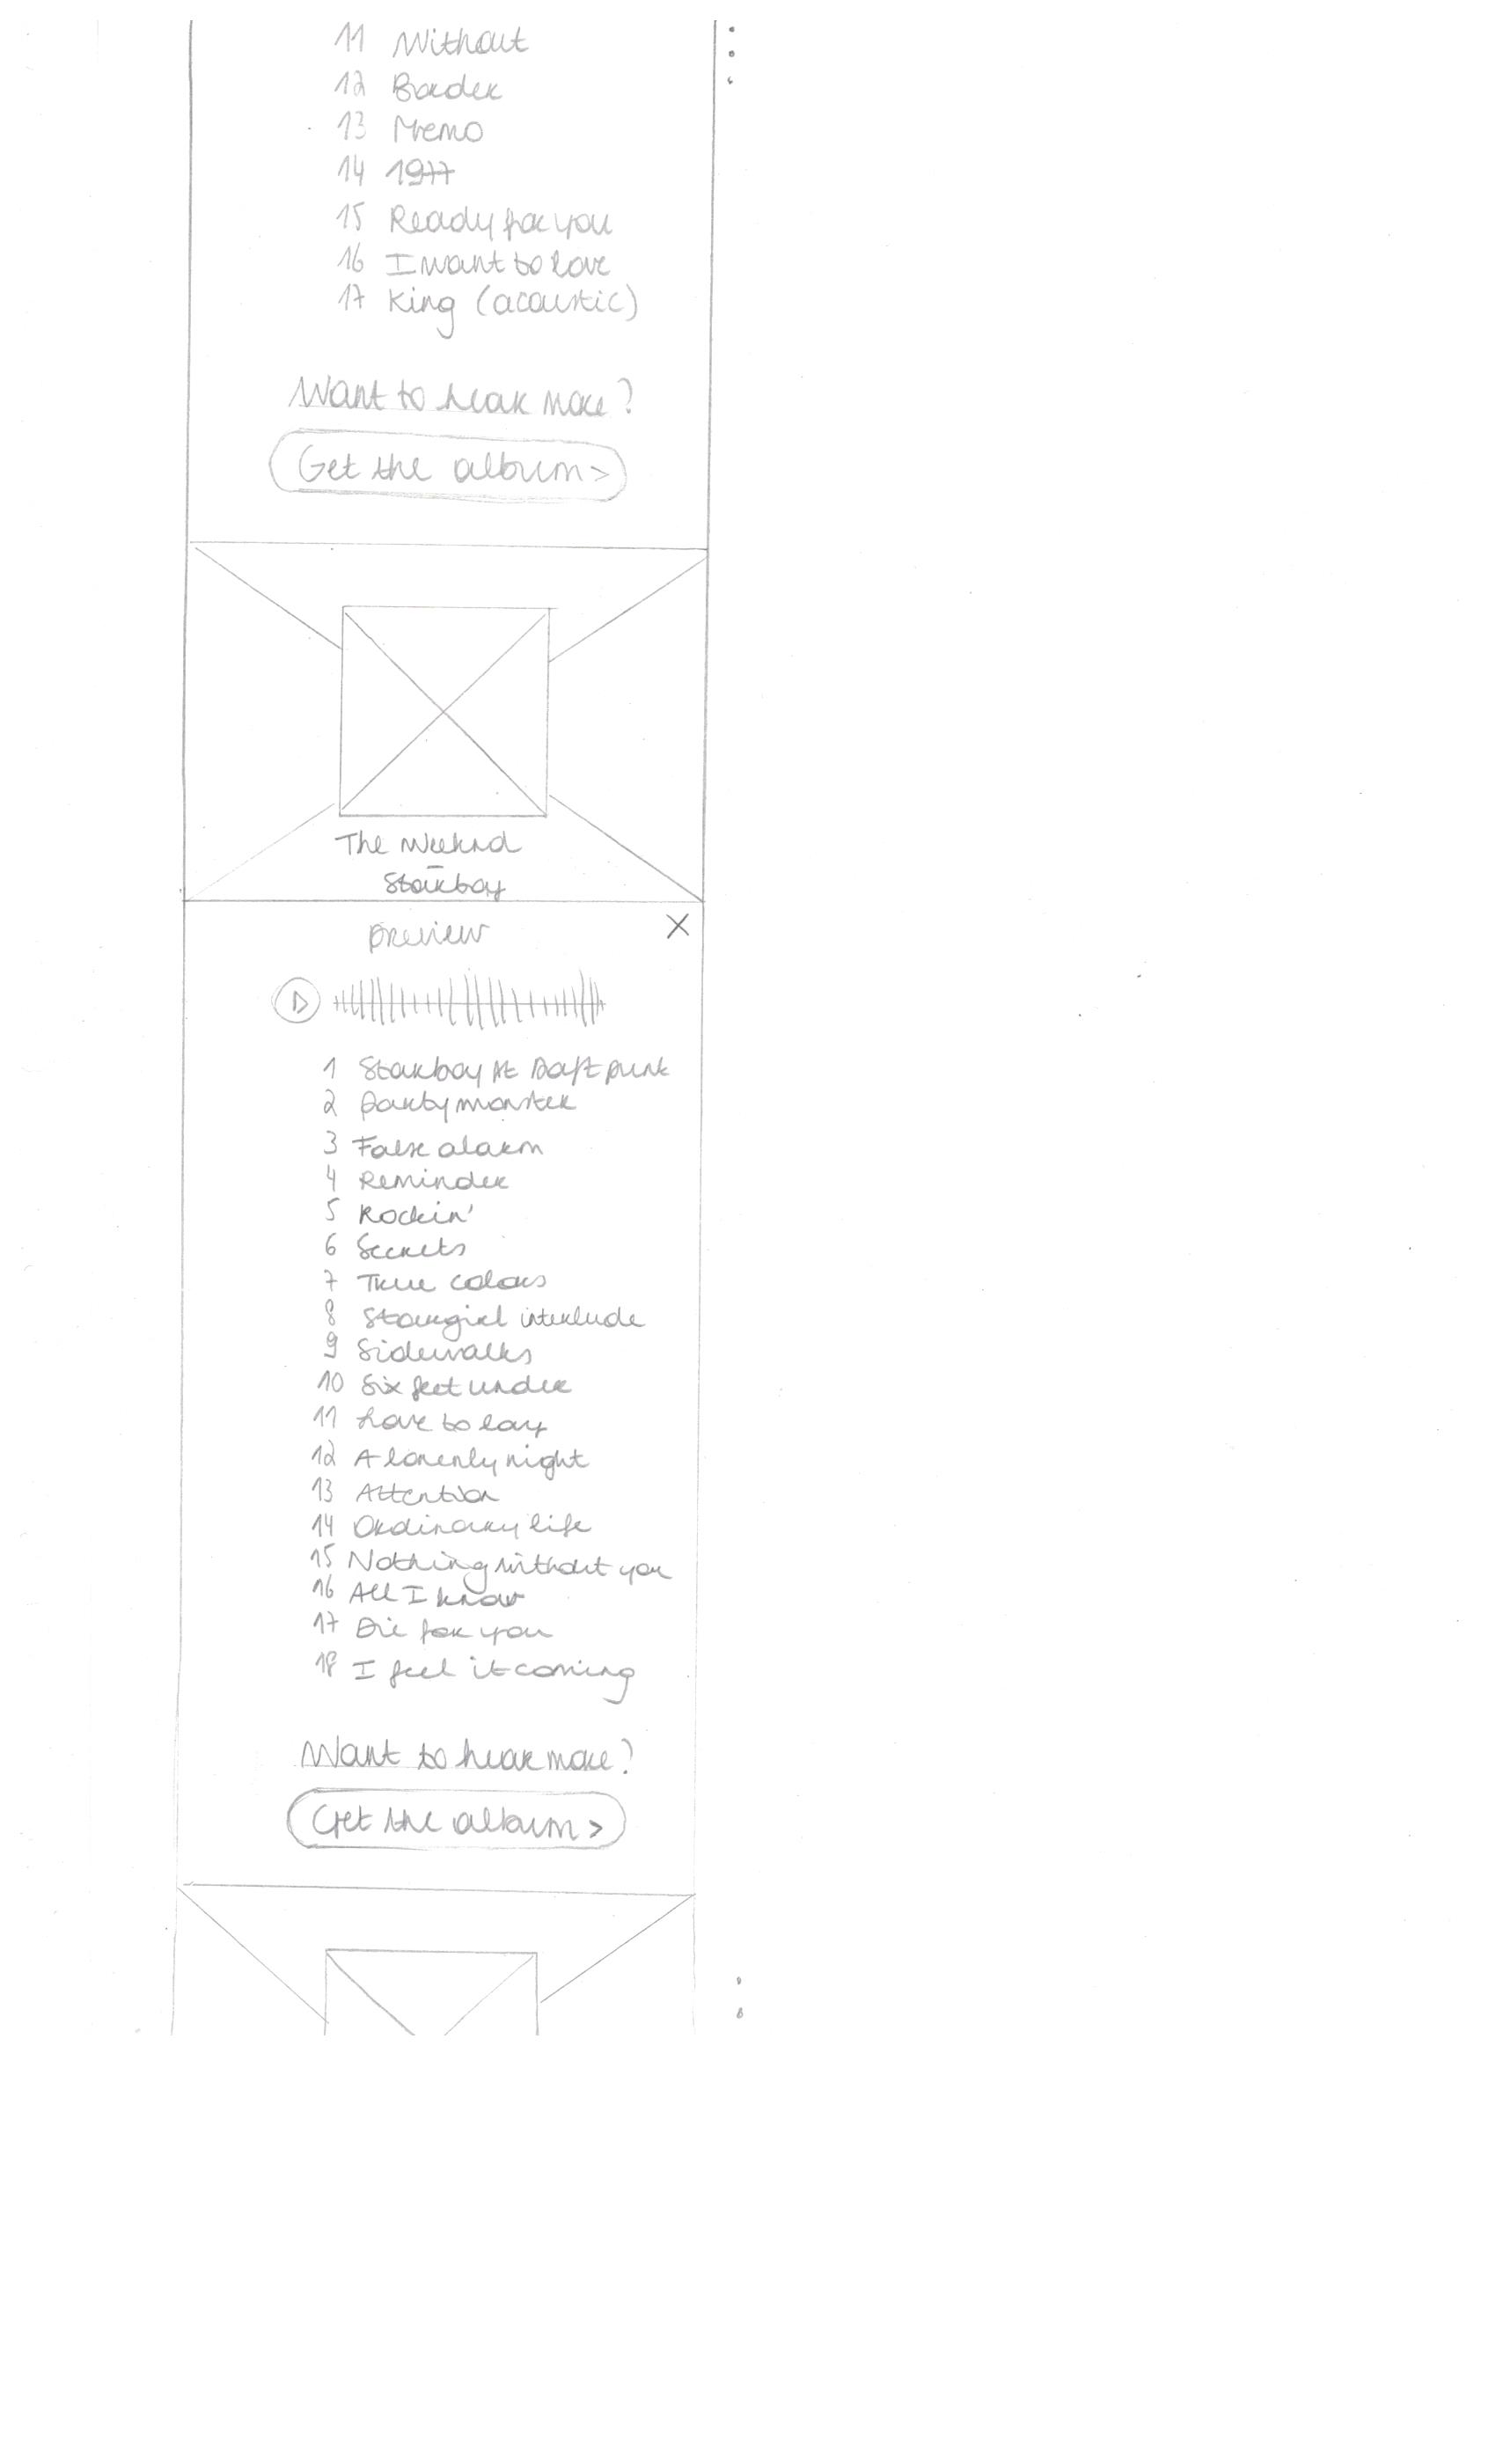 11 Without
12 Border
13 Memo
14 1977
15 Ready for you
16 I want to love
17 King (acoustic)
Want to hear more?
Get the album >
The Weeknd
–
Starboy
preview
X
1 Starboy ft Daft punk
2 Party monster
3 False alarm
4 Reminder
5 Rockin'
6 Secrets
7 True colors
8 Stargirl interlude
9 Sidewalks
10 Six feet under
11 Love to lay
12 A lonenly night
13 Attention
14 Ordinary life
15 Nothing without you
16 All I know
17 Die for you
18 I feel it coming
Want to hear more?
Get the album >